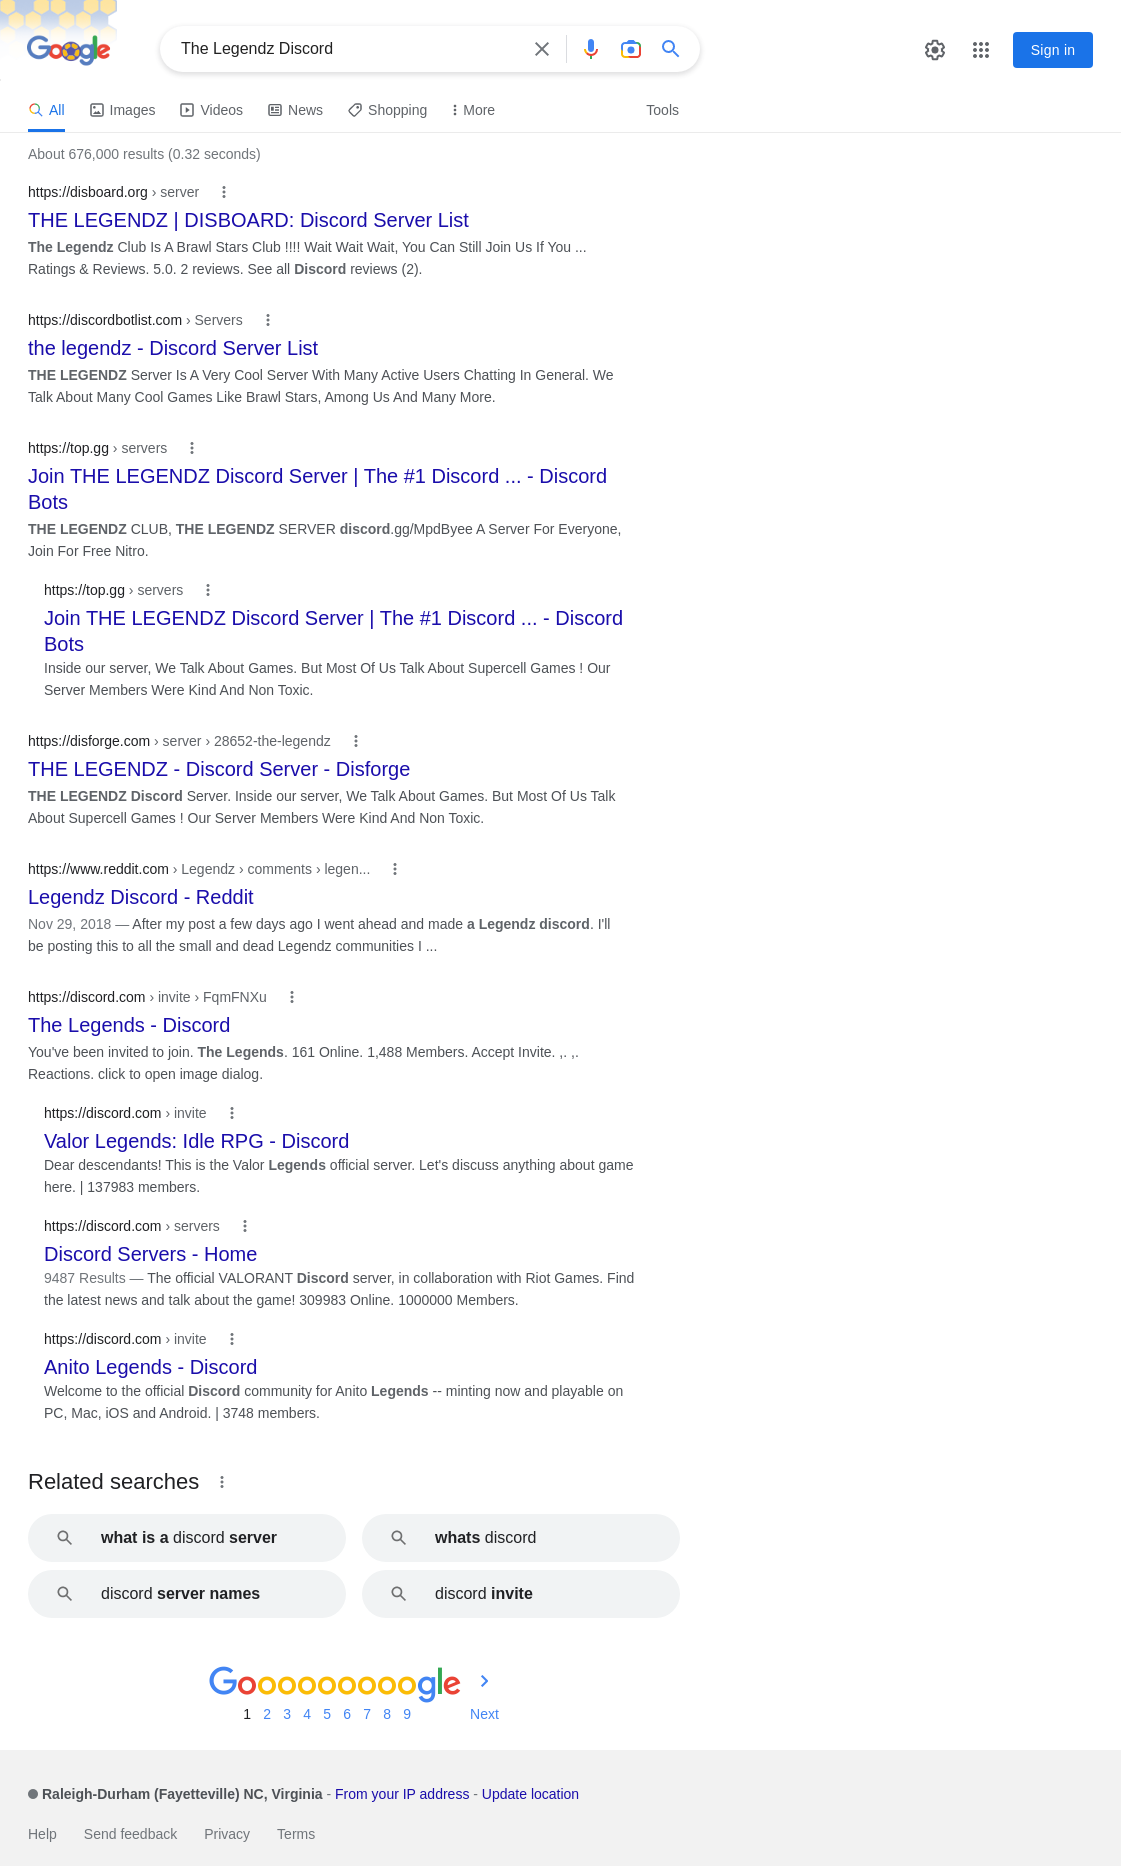 Google
The Legendz Discord
Sign in
All Images Videos News Shopping More Tools
About 676,000 results (0.32 seconds)
https://disboard.org › server
THE LEGENDZ | DISBOARD: Discord Server List
The Legendz Club Is A Brawl Stars Club !!!! Wait Wait Wait, You Can Still Join Us If You ...
Ratings & Reviews. 5.0. 2 reviews. See all Discord reviews (2).
https://discordbotlist.com › Servers
the legendz - Discord Server List
THE LEGENDZ Server Is A Very Cool Server With Many Active Users Chatting In General. We
Talk About Many Cool Games Like Brawl Stars, Among Us And Many More.
https://top.gg › servers
Join THE LEGENDZ Discord Server | The #1 Discord ... - Discord
Bots
THE LEGENDZ CLUB, THE LEGENDZ SERVER discord.gg/MpdByee A Server For Everyone,
Join For Free Nitro.
https://top.gg › servers
Join THE LEGENDZ Discord Server | The #1 Discord ... - Discord
Bots
Inside our server, We Talk About Games. But Most Of Us Talk About Supercell Games ! Our
Server Members Were Kind And Non Toxic.
https://disforge.com › server › 28652-the-legendz
THE LEGENDZ - Discord Server - Disforge
THE LEGENDZ Discord Server. Inside our server, We Talk About Games. But Most Of Us Talk
About Supercell Games ! Our Server Members Were Kind And Non Toxic.
https://www.reddit.com › Legendz › comments › legen...
Legendz Discord - Reddit
Nov 29, 2018 — After my post a few days ago I went ahead and made a Legendz discord. I'll
be posting this to all the small and dead Legendz communities I ...
https://discord.com › invite › FqmFNXu
The Legends - Discord
You've been invited to join. The Legends. 161 Online. 1,488 Members. Accept Invite. ,. ,.
Reactions. click to open image dialog.
https://discord.com › invite
Valor Legends: Idle RPG - Discord
Dear descendants! This is the Valor Legends official server. Let's discuss anything about game
here. | 137983 members.
https://discord.com › servers
Discord Servers - Home
9487 Results — The official VALORANT Discord server, in collaboration with Riot Games. Find
the latest news and talk about the game! 309983 Online. 1000000 Members.
https://discord.com › invite
Anito Legends - Discord
Welcome to the official Discord community for Anito Legends -- minting now and playable on
PC, Mac, iOS and Android. | 3748 members.
Related searches
what is a discord server
whats discord
discord server names
discord invite
Gooooooooogle
1 2 3 4 5 6 7 8 9 Next
Raleigh-Durham (Fayetteville) NC, Virginia - From your IP address - Update location
Help Send feedback Privacy Terms